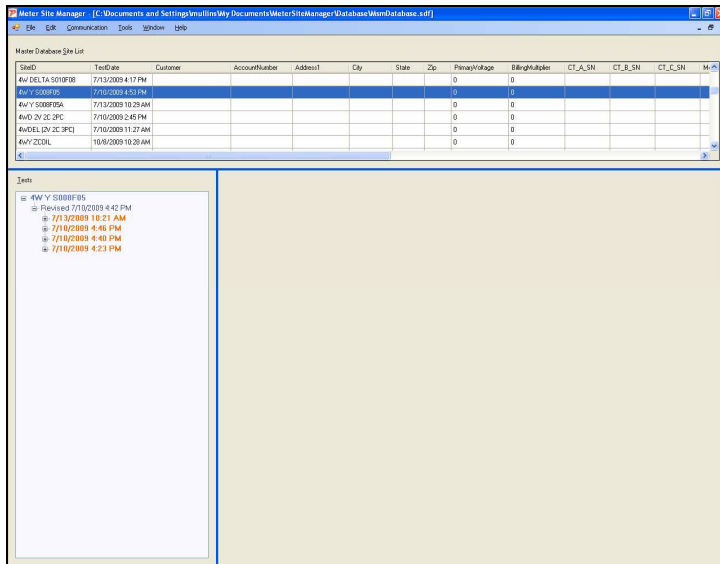 Meter Site Manager - [C:\Documents and Settings\mullins\My Documents\MeterSiteManager\Database\MsmDatabase.sdf]
File Edit Communication Tools Window Help
Master Database Site List
SiteID TestDate Customer AccountNumber Address1 City State Zip PrimaryVoltage BillingMultiplier CT_A_SN CT_B_SN CT_C_SN
4W DELTA S010F08 7/13/2009 4:17 PM 0 0
4W Y S008F05 7/10/2009 4:53 PM 0 0
4W Y S008F05A 7/13/2009 10:29 AM 0 0
4WD 2V 2C 2PC 7/10/2009 2:45 PM 0 0
4WDEL (2V 2C 3PC) 7/10/2009 11:27 AM 0 0
4WY ZCOIL 10/8/2009 10:28 AM 0 0
Tests
4W Y S008F05
Revised 7/10/2009 4:42 PM
7/13/2009 10:21 AM
7/10/2009 4:46 PM
7/10/2009 4:40 PM
7/10/2009 4:23 PM